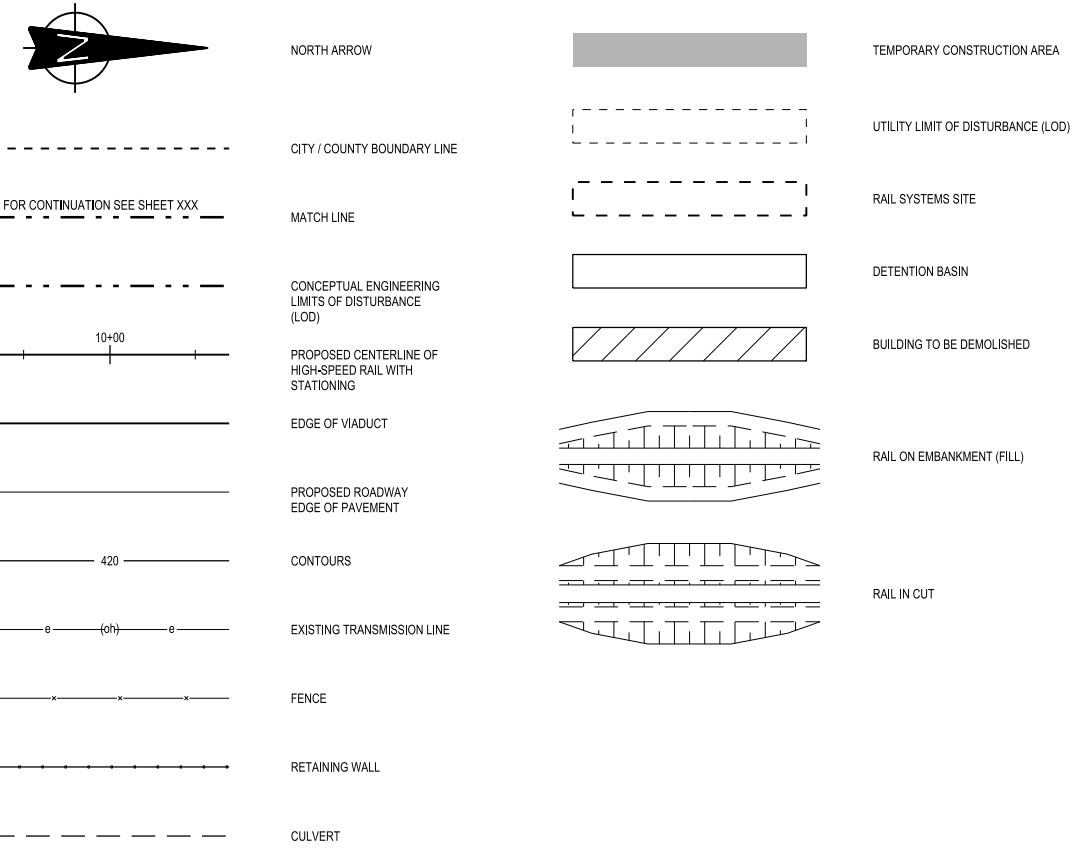 Z
NORTH ARROW
CITY / COUNTY BOUNDARY LINE
FOR CONTINUATION SEE SHEET XXX
MATCH LINE
CONCEPTUAL ENGINEERING
LIMITS OF DISTURBANCE
(LOD)
10+00
PROPOSED CENTERLINE OF
HIGH-SPEED RAIL WITH
STATIONING
EDGE OF VIADUCT
PROPOSED ROADWAY
EDGE OF PAVEMENT
420
CONTOURS
e (oh) e
EXISTING TRANSMISSION LINE
FENCE
RETAINING WALL
CULVERT
TEMPORARY CONSTRUCTION AREA
UTILITY LIMIT OF DISTURBANCE (LOD)
RAIL SYSTEMS SITE
DETENTION BASIN
BUILDING TO BE DEMOLISHED
RAIL ON EMBANKMENT (FILL)
RAIL IN CUT